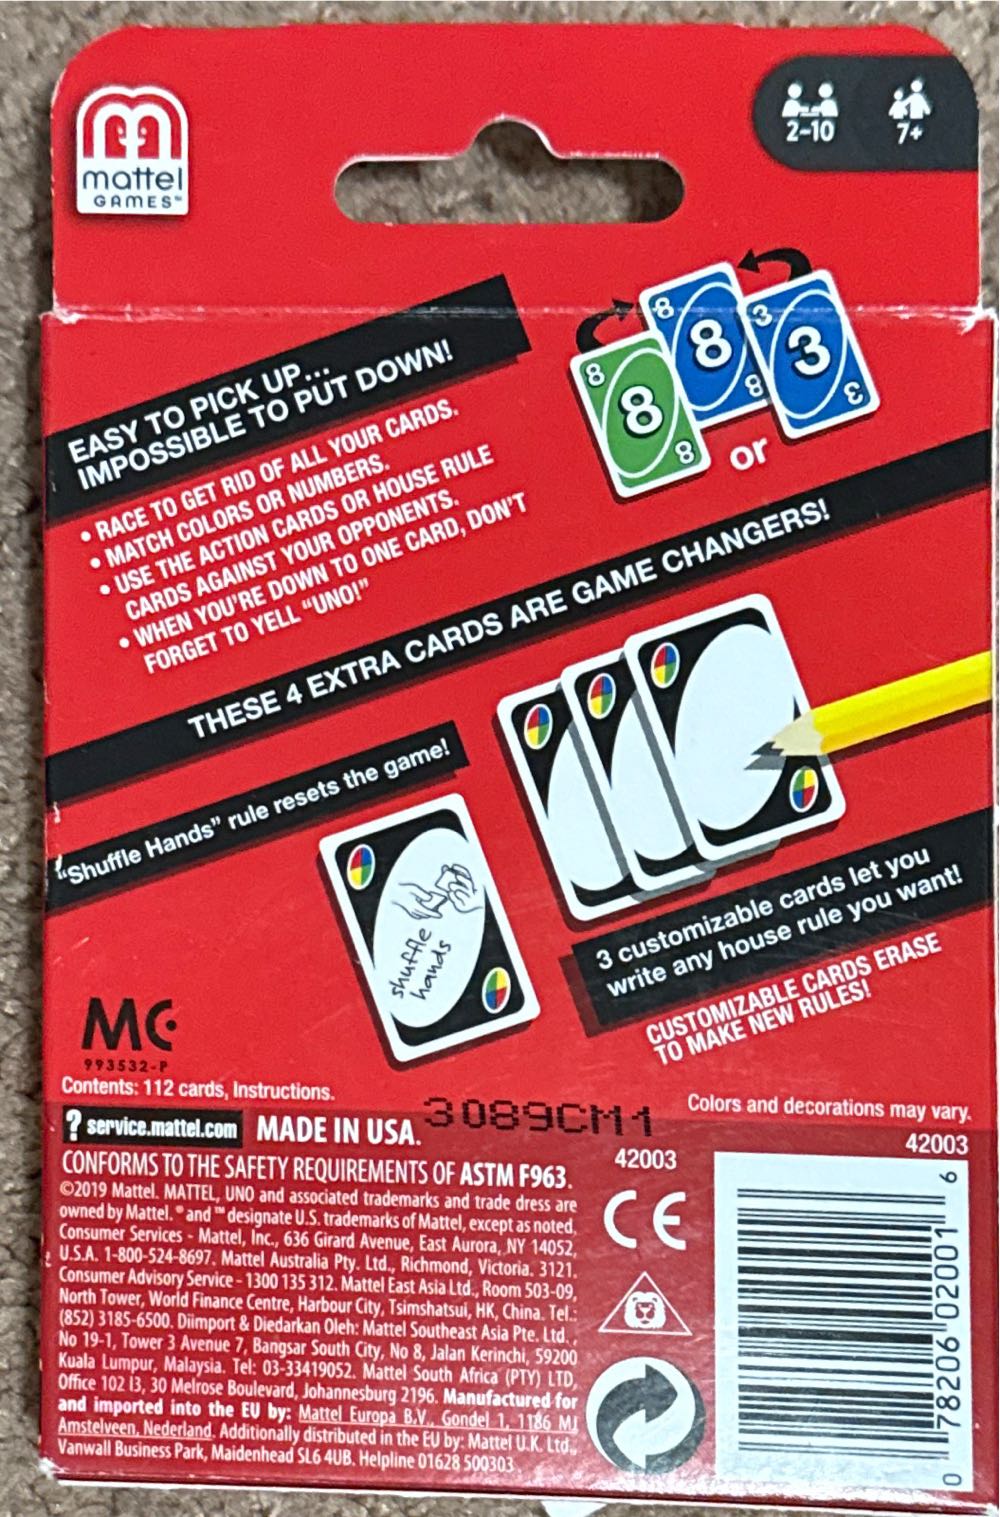 mattel
GAMES™
2-10
7+
EASY TO PICK UP...
IMPOSSIBLE TO PUT DOWN!
• RACE TO GET RID OF ALL YOUR CARDS.
• MATCH COLORS OR NUMBERS.
• USE THE ACTION CARDS OR HOUSE RULE
CARDS AGAINST YOUR OPPONENTS.
• WHEN YOU'RE DOWN TO ONE CARD, DON'T
FORGET TO YELL "UNO!"
8
8
8
8
8
8
3
3
3
or
THESE 4 EXTRA CARDS ARE GAME CHANGERS!
"Shuffle Hands" rule resets the game!
shuffle
hands
3 customizable cards let you
write any house rule you want!
CUSTOMIZABLE CARDS ERASE
TO MAKE NEW RULES!
MC
993532-P
Contents: 112 cards, Instructions.
Colors and decorations may vary.
? service.mattel.com MADE IN USA.
3089CM1
42003
42003
CONFORMS TO THE SAFETY REQUIREMENTS OF ASTM F963.
©2019 Mattel. MATTEL, UNO and associated trademarks and trade dress are
owned by Mattel. ® and ™ designate U.S. trademarks of Mattel, except as noted.
Consumer Services - Mattel, Inc., 636 Girard Avenue, East Aurora, NY 14052,
U.S.A. 1-800-524-8697. Mattel Australia Pty. Ltd., Richmond, Victoria. 3121.
Consumer Advisory Service - 1300 135 312. Mattel East Asia Ltd., Room 503-09,
North Tower, World Finance Centre, Harbour City, Tsimshatsui, HK, China. Tel.:
(852) 3185-6500. Diimport & Diedarkan Oleh: Mattel Southeast Asia Pte. Ltd.,
No 19-1, Tower 3 Avenue 7, Bangsar South City, No 8, Jalan Kerinchi, 59200
Kuala Lumpur, Malaysia. Tel: 03-33419052. Mattel South Africa (PTY) LTD,
Office 102 I3, 30 Melrose Boulevard, Johannesburg 2196. Manufactured for
and imported into the EU by: Mattel Europa B.V., Gondel 1, 1186 MJ
Amstelveen, Nederland. Additionally distributed in the EU by: Mattel U.K. Ltd.,
Vanwall Business Park, Maidenhead SL6 4UB. Helpline 01628 500303.
CE
0 78206 02001 6